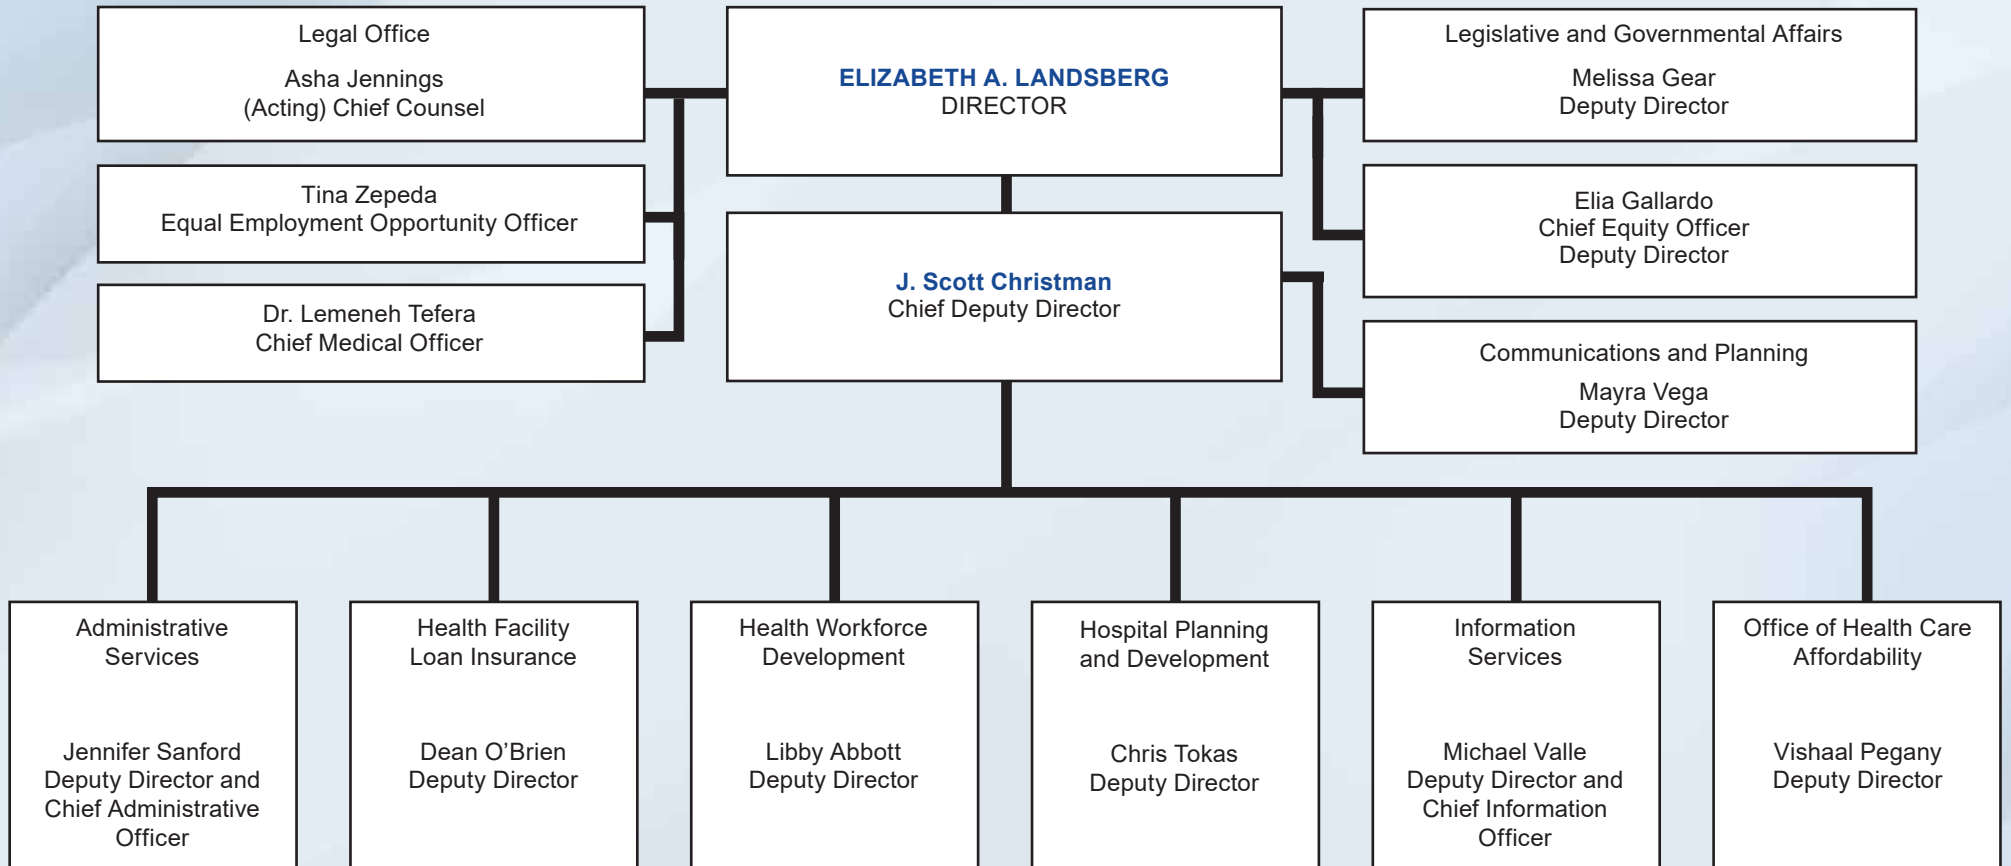 Legal Office
Asha Jennings
(Acting) Chief Counsel
Tina Zepeda
Equal Employment Opportunity Officer
Dr. Lemeneh Tefera
Chief Medical Officer
ELIZABETH A. LANDSBERG
DIRECTOR
J. Scott Christman
Chief Deputy Director
Legislative and Governmental Affairs
Melissa Gear
Deputy Director
Elia Gallardo
Chief Equity Officer
Deputy Director
Communications and Planning
Mayra Vega
Deputy Director
Administrative
Services
Jennifer Sanford
Deputy Director and
Chief Administrative
Officer
Health Facility
Loan Insurance
Dean O’Brien
Deputy Director
Health Workforce
Development
Libby Abbott
Deputy Director
Hospital Planning
and Development
Chris Tokas
Deputy Director
Information
Services
Michael Valle
Deputy Director and
Chief Information
Officer
Office of Health Care
Affordability
Vishaal Pegany
Deputy Director